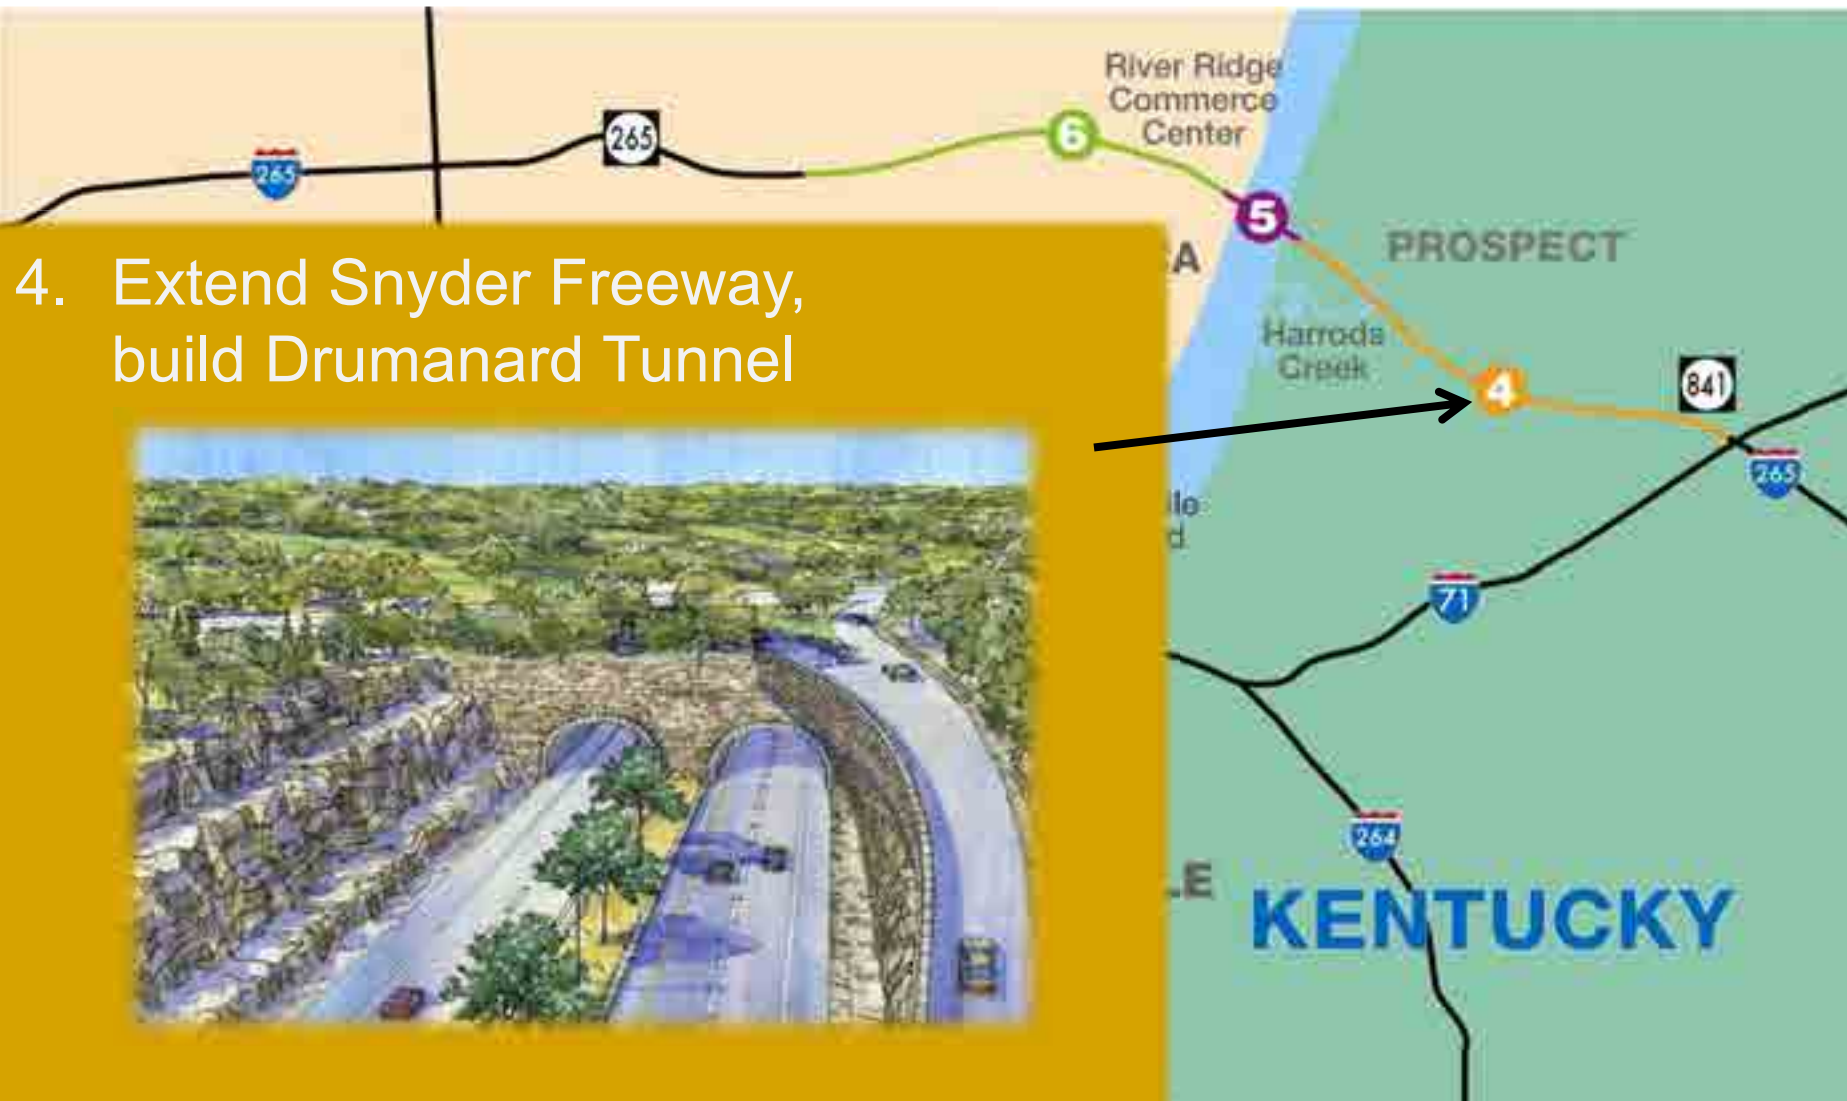 River Ridge
Commerce
Center
6
265
265
5
PROSPECT
4. Extend Snyder Freeway,
build Drumanard Tunnel
A
Harrods
Creek
4
841
265
71
264
LE
KENTUCKY